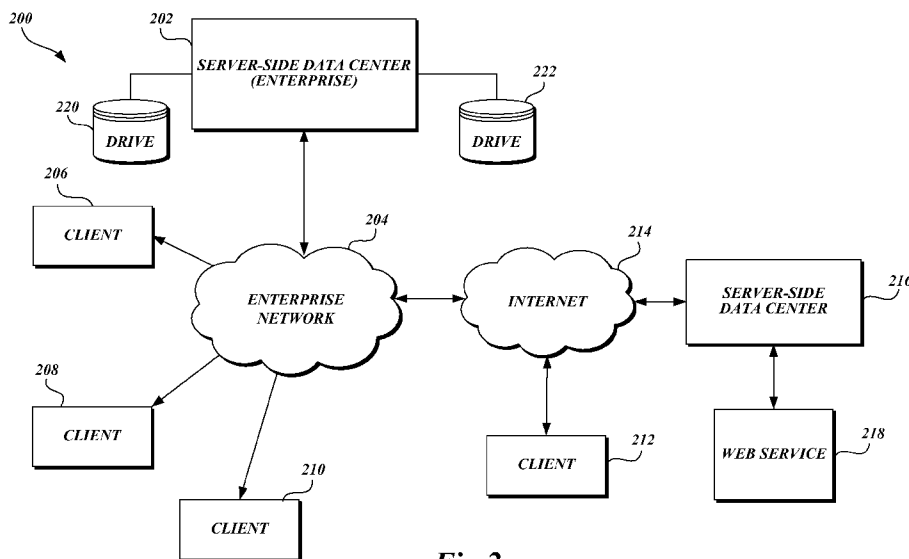 200
202
SERVER-SIDE DATA CENTER
(ENTERPRISE)
222
220
DRIVE
DRIVE
206
CLIENT
204
214
ENTERPRISE
NETWORK
INTERNET
SERVER-SIDE
DATA CENTER
216
208
CLIENT
212
CLIENT
WEB SERVICE
218
210
CLIENT